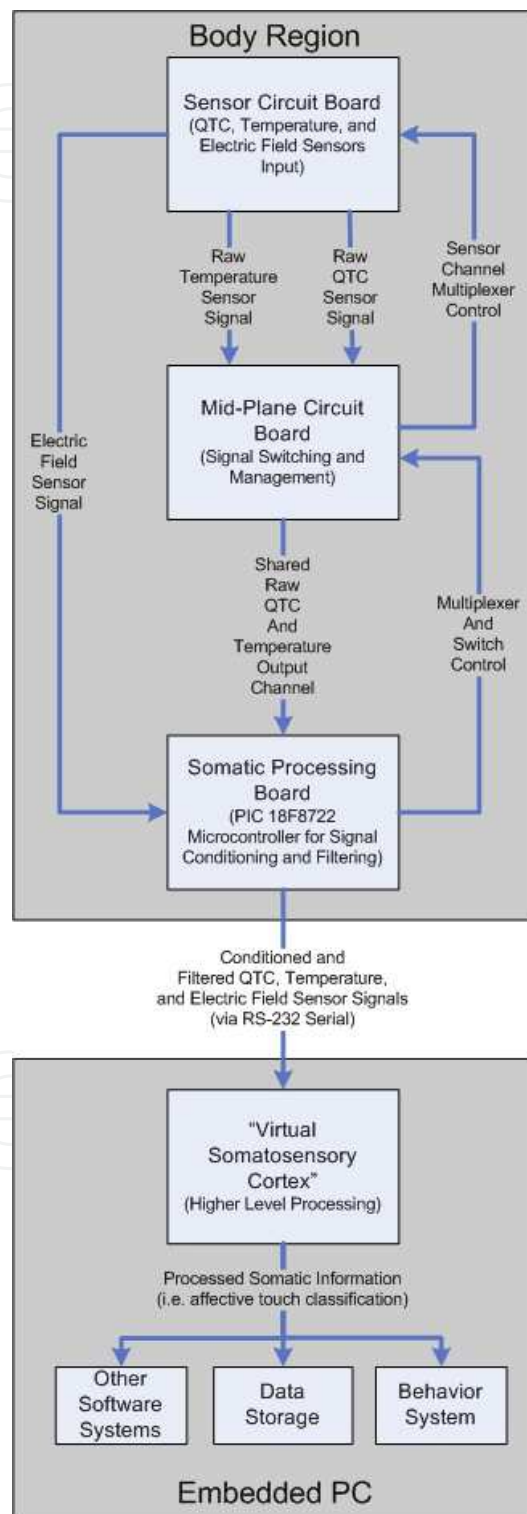 Body Region
Sensor Circuit Board
(QTC, Temperature, and
Electric Field Sensors
Input)
Raw
Temperature
Sensor
Signal
Raw
QTC
Sensor
Signal
Sensor
Channel
Multiplexer
Control
Mid-Plane Circuit
Board
(Signal Switching and
Management)
Electric
Field
Sensor
Signal
Shared
Raw
QTC
And
Temperature
Output
Channel
Multiplexer
And
Switch
Control
Somatic Processing
Board
(PIC 18F8722
Microcontroller for Signal
Conditioning and Filtering)
Conditioned and
Filtered QTC, Temperature,
and Electric Field Sensor Signals
(via RS-232 Serial)
“Virtual
Somatosensory
Cortex”
(Higher Level Processing)
Processed Somatic Information
(i.e. affective touch classification)
Other
Software
Systems
Data
Storage
Behavior
System
Embedded PC